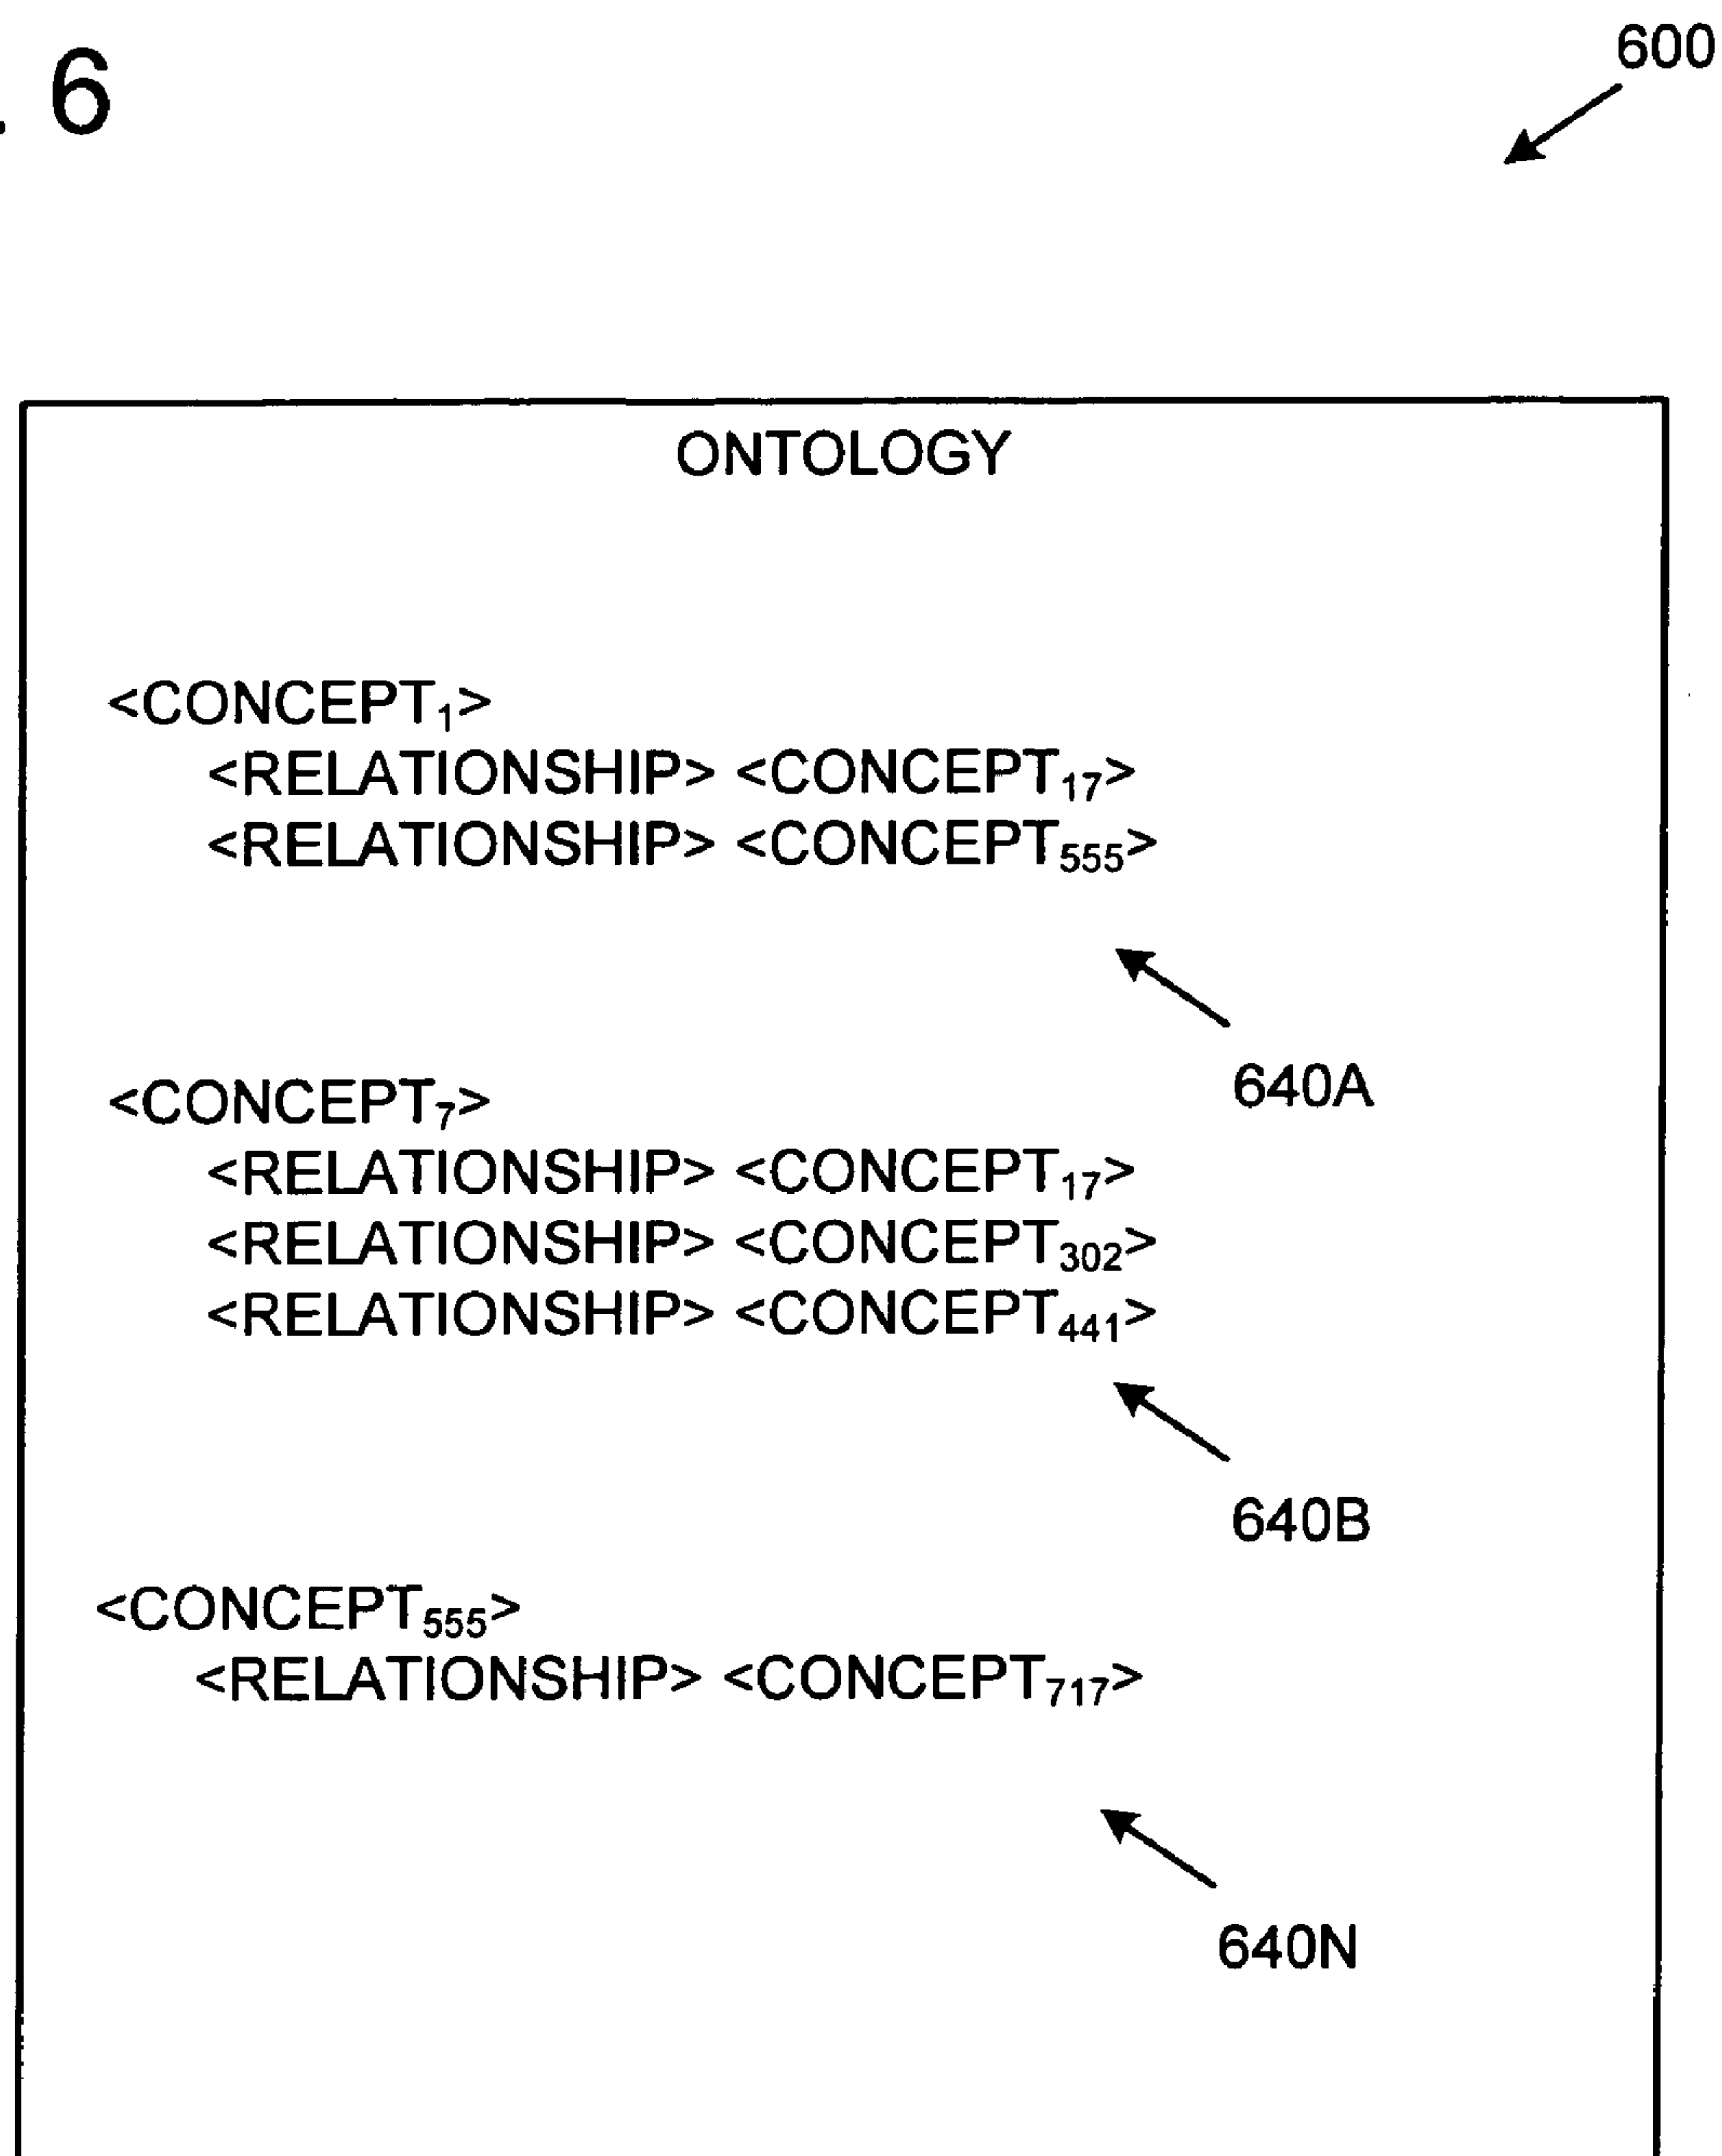 . 6
600
ONTOLOGY
<CONCEPT₁>
<RELATIONSHIP> <CONCEPT₁₇>
<RELATIONSHIP> <CONCEPT₅₅₅>
640A
<CONCEPT₇>
<RELATIONSHIP> <CONCEPT₁₇>
<RELATIONSHIP> <CONCEPT₃₀₂>
<RELATIONSHIP> <CONCEPT₄₄₁>
640B
<CONCEPT₅₅₅>
<RELATIONSHIP> <CONCEPT₇₁₇>
640N